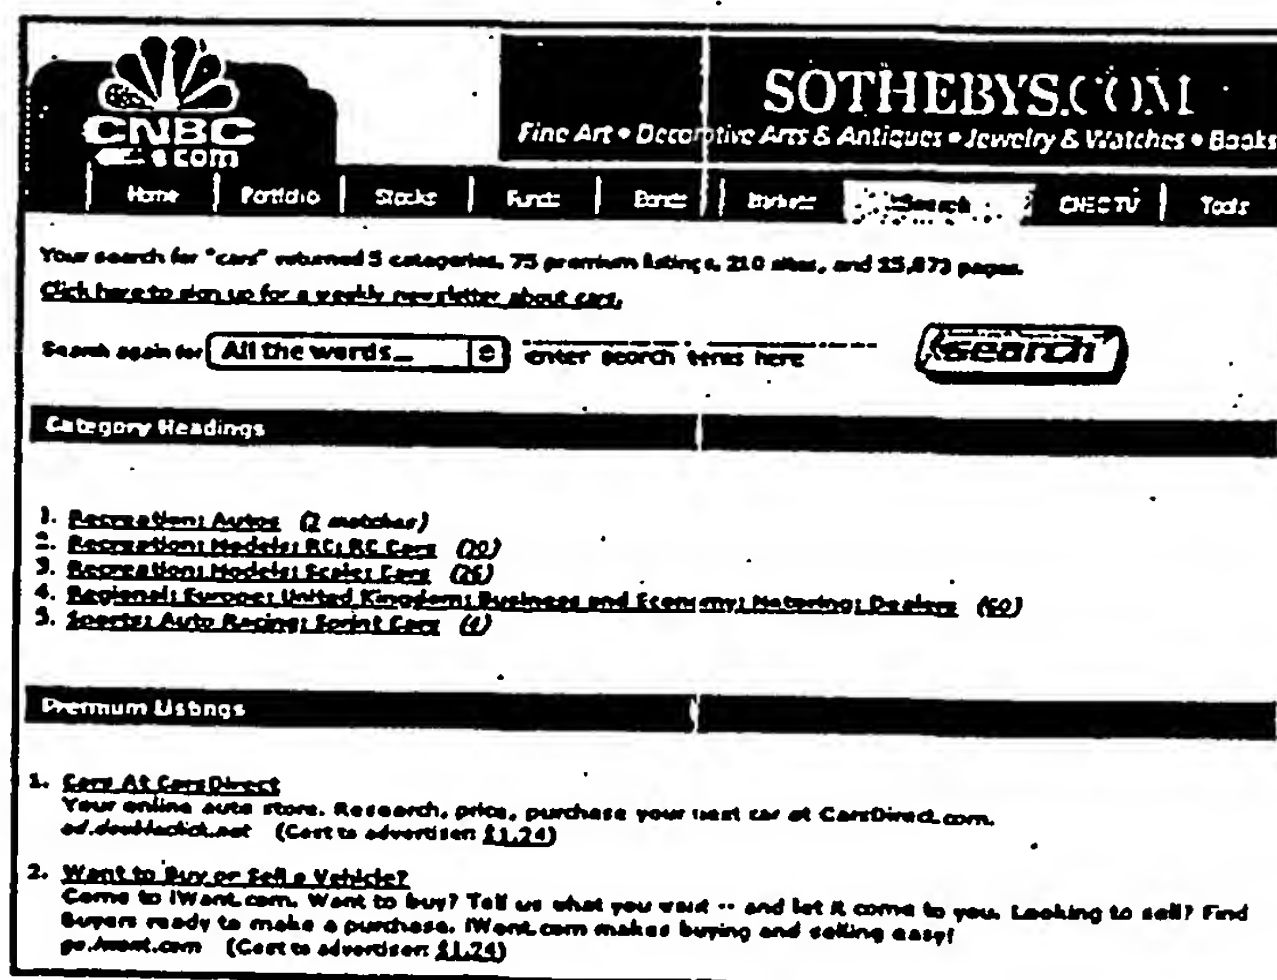 CNBC
.com
SOTHEBYS.COM
Fine Art • Decorative Arts & Antiques • Jewelry & Watches • Books
Home Portfolio Stocks Funds Bonds Markets Search CNBC TV Tools
Your search for "cars" returned 5 categories, 75 premium listings, 210 sites, and 15,873 pages.
Click here to sign up for a weekly newsletter about cars.
Search again for All the words... enter search terms here search
Category Headings
1. Recreation: Autos (2 matches)
2. Recreation: Models: RC: RC Cars (20)
3. Recreation: Models: Scale: Cars (26)
4. Regional: Europe: United Kingdom: Business and Economy: Motoring: Dealers (60)
5. Sports: Auto Racing: Sprint Cars (4)
Premium Listings
1. Cars At CarsDirect
Your online auto store. Research, price, purchase your next car at CarsDirect.com.
ad.doubleclick.net (Cost to advertiser: £1.24)
2. Want to Buy or Sell a Vehicle?
Come to iWant.com. Want to buy? Tell us what you want -- and let it come to you. Looking to sell? Find
Buyers ready to make a purchase. iWant.com makes buying and selling easy!
go.iwant.com (Cost to advertiser: £1.24)